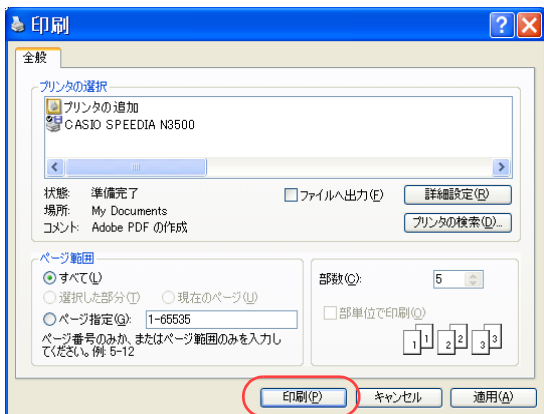 印刷
全般
プリンタの選択
プリンタの追加
CASIO SPEEDIA N3500
状態: 準備完了
場所: My Documents
コメント: Adobe PDF の作成
ファイルへ出力(F)
詳細設定(R)
プリンタの検索(D)...
ページ範囲
すべて(L)
選択した部分(T) 現在のページ(U)
ページ指定(G): 1-65535
ページ番号のみか、またはページ範囲のみを入力し
てください。例: 5-12
部数(C): 5
部単位で印刷(O)
1 1 2 2 3 3
印刷(P) キャンセル 適用(A)